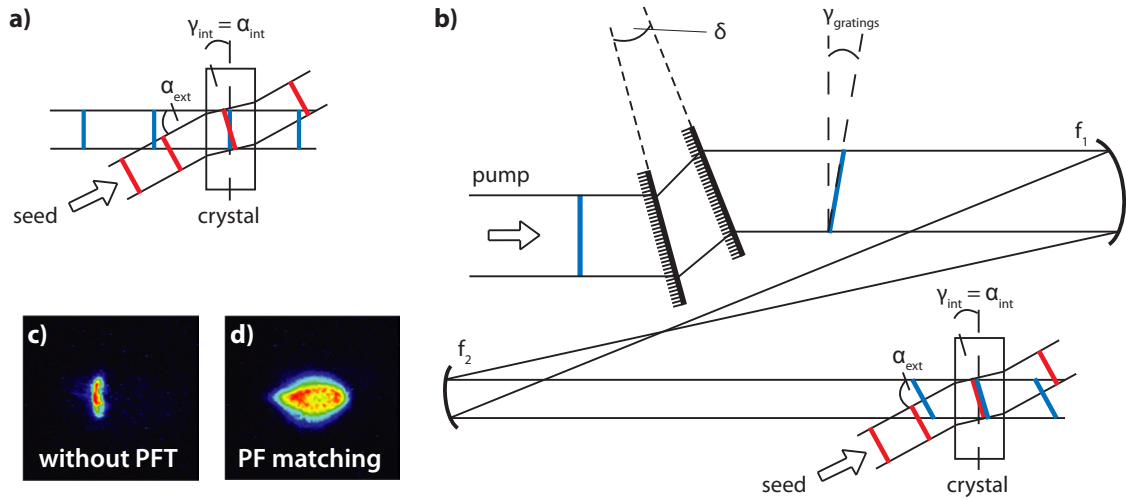 a)
γint = αint
αext
seed
crystal
b)
δ
γgratings
f1
pump
f2
γint = αint
αext
seed
crystal
c)
without PFT
d)
PF matching